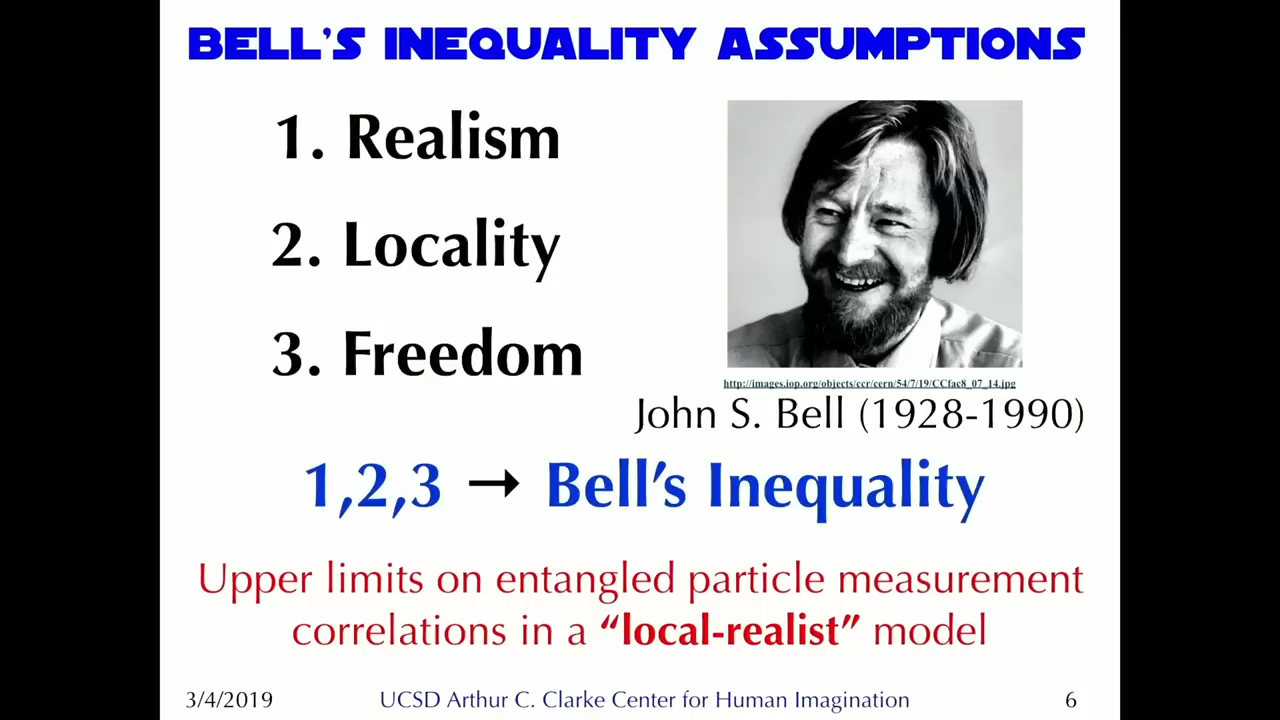 BELL'S INEQUALITY ASSUMPTIONS
1. Realism
2. Locality
3. Freedom
http://images.iop.org/objects/ccr/cern/54/7/19/CCfac8_07_14.jpg
John S. Bell (1928-1990)
1,2,3 → Bell's Inequality
Upper limits on entangled particle measurement
correlations in a “local-realist” model
3/4/2019 UCSD Arthur C. Clarke Center for Human Imagination 6